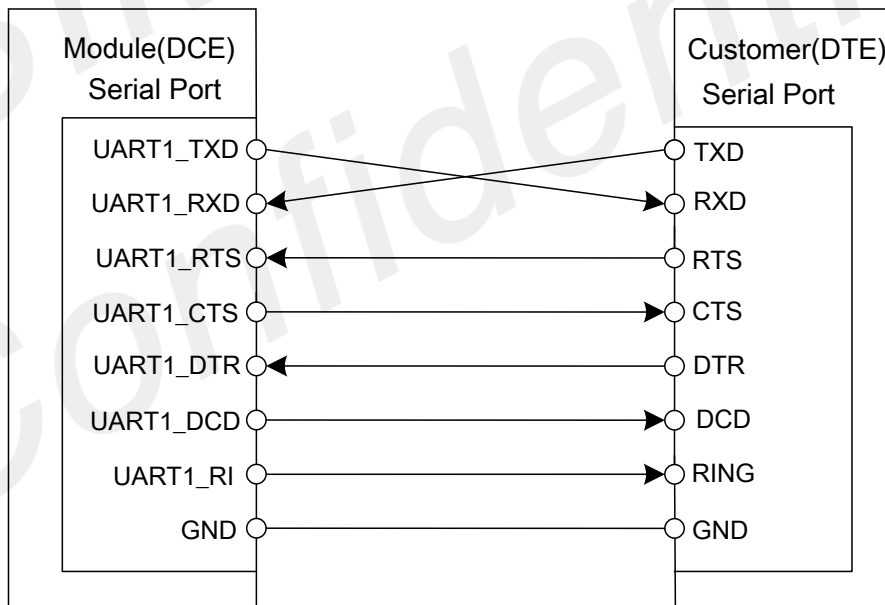 Module(DCE)
Serial Port
UART1_TXD
UART1_RXD
UART1_RTS
UART1_CTS
UART1_DTR
UART1_DCD
UART1_RI
GND
Customer(DTE)
Serial Port
TXD
RXD
RTS
CTS
DTR
DCD
RING
GND